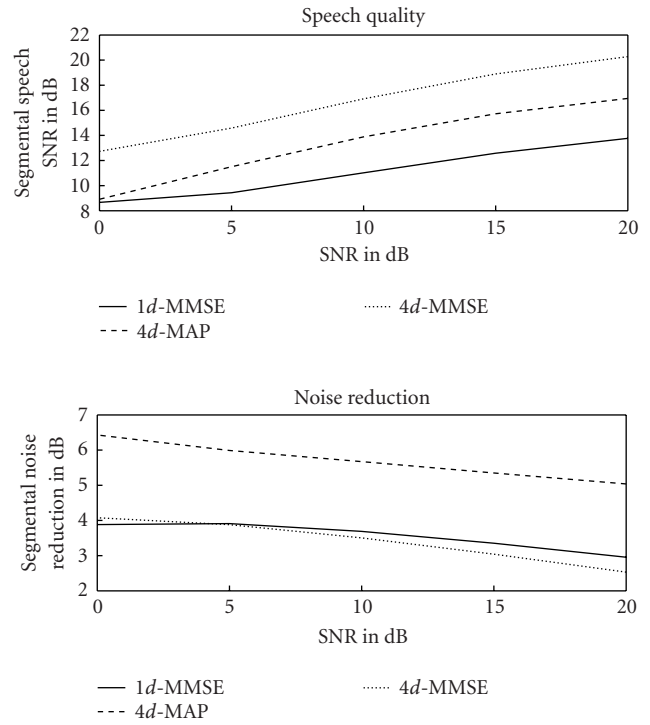 Speech quality
Segmental speech
SNR in dB
22
20
18
16
14
12
10
8
0 5 10 15 20
SNR in dB
1d-MMSE 4d-MMSE
4d-MAP
Noise reduction
Segmental noise
reduction in dB
7
6
5
4
3
2
0 5 10 15 20
SNR in dB
1d-MMSE 4d-MMSE
4d-MAP